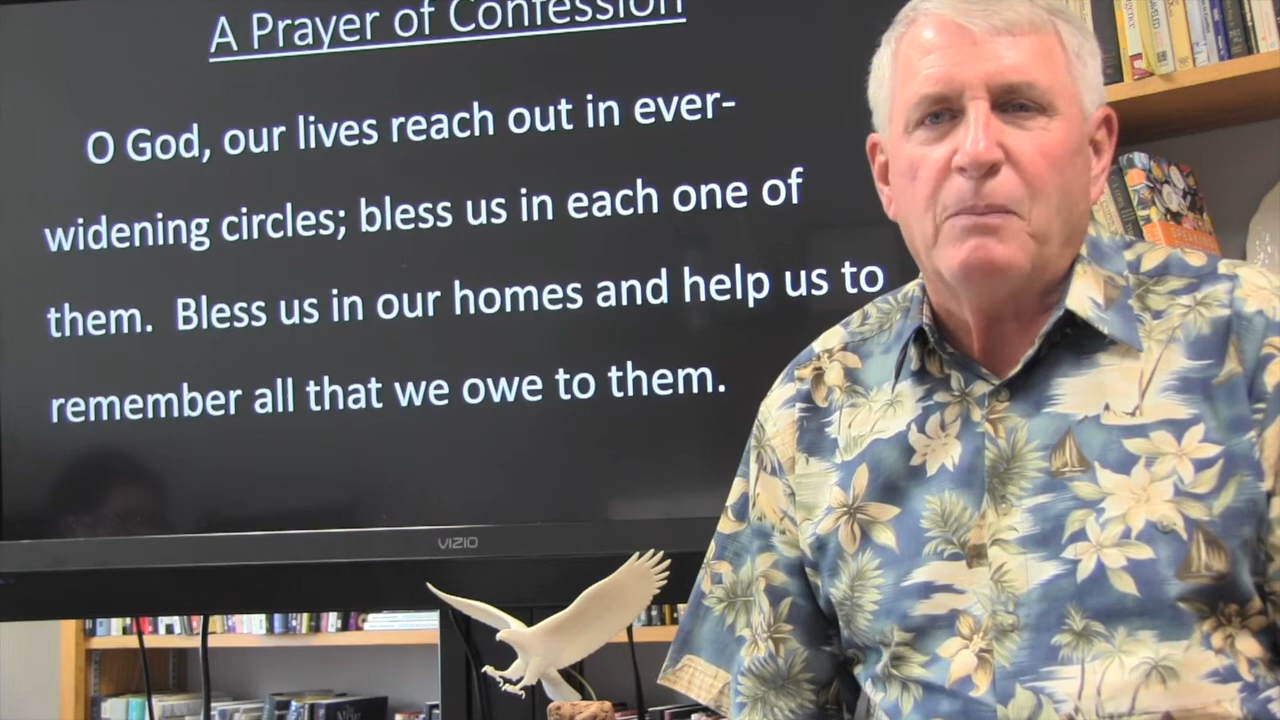 A Prayer of Confession
O God, our lives reach out in ever-
widening circles; bless us in each one of
them. Bless us in our homes and help us to
remember all that we owe to them.
VIZIO